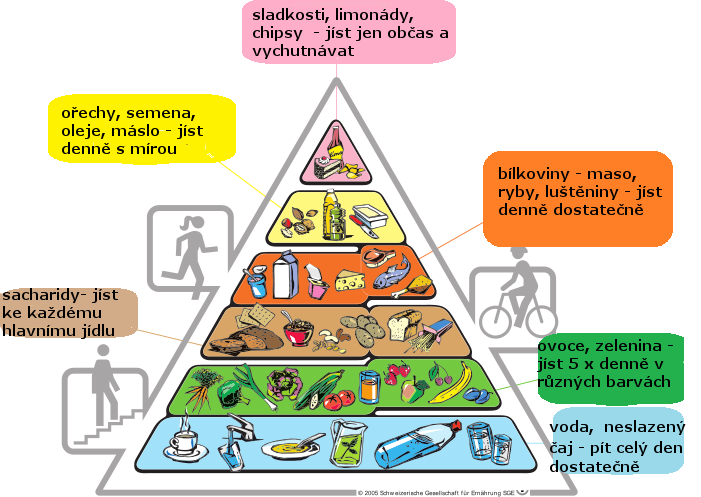 sladkosti, limonády,
chipsy - jíst jen občas a
vychutnávat
ořechy, semena,
oleje, máslo - jíst
denně s mírou
bílkoviny - maso,
ryby, luštěniny - jíst
denně dostatečně
sacharidy- jíst
ke každému
hlavnímu jídlu
ovoce, zelenina -
jíst 5 x denně v
různých barvách
voda, neslazený
čaj - pít celý den
dostatečně
© 2005 Schweizerische Gesellschaft für Ernährung SGE